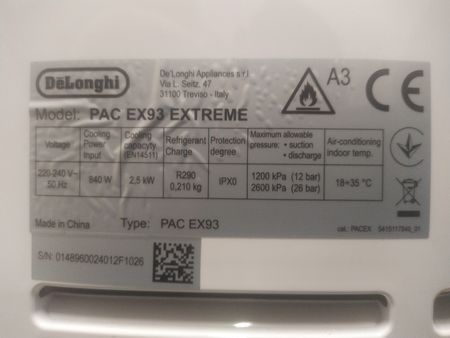 DeLonghi
De'Longhi Appliances s.r.l
Via L. Seitz, 47
31100 Treviso - Italy
A3
CE
Model: PAC EX93 EXTREME
Voltage
Cooling Power Input
Cooling capacyty (EN14511)
Refrigerant Charge
Protection degree
Maximum allowable pressure: • suction • discharge
Air-conditioning indoor temp.
220-240 V~ 50 Hz
840 W
2,5 kW
R290 0,210 kg
IPX0
1200 kPa (12 bar)
2600 kPa (26 bar)
18÷35 °C
Made in China
Type: PAC EX93
cat.: PACEX
S/N: 0148960024012F1026